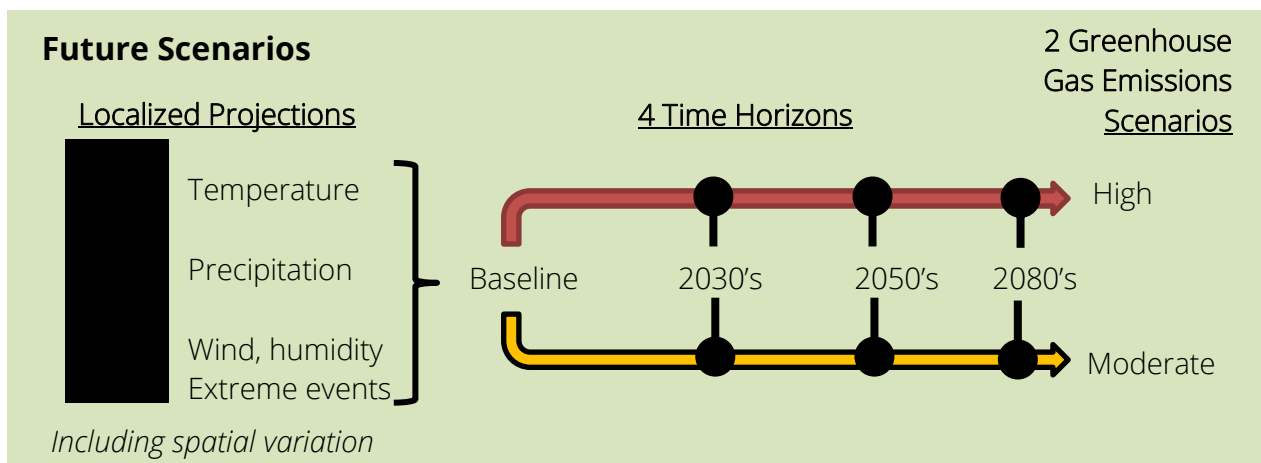 Future Scenarios
2 Greenhouse
Gas Emissions
Scenarios
Localized Projections
4 Time Horizons
Temperature
Precipitation
Wind, humidity
Extreme events
Including spatial variation
Baseline
2030’s
2050’s
2080’s
High
Moderate